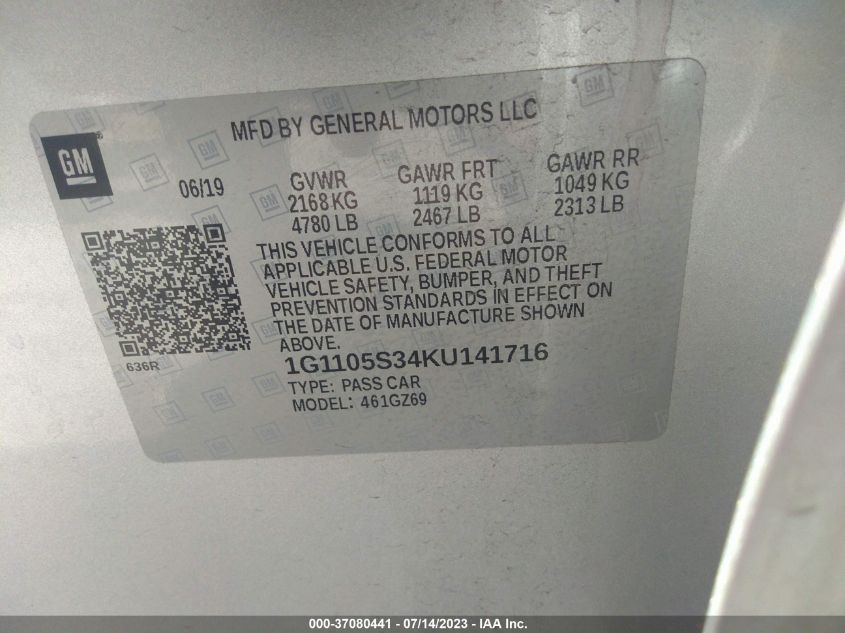 MFD BY GENERAL MOTORS LLC
GM
06/19
GVWR
2168 KG
4780 LB
GAWR FRT
1119 KG
2467 LB
GAWR RR
1049 KG
2313 LB
THIS VEHICLE CONFORMS TO ALL
APPLICABLE U.S. FEDERAL MOTOR
VEHICLE SAFETY, BUMPER, AND THEFT
PREVENTION STANDARDS IN EFFECT ON
THE DATE OF MANUFACTURE SHOWN
ABOVE.
636R
1G1105S34KU141716
TYPE: PASS CAR
MODEL: 461GZ69
000-37080441 - 07/14/2023 - IAA Inc.